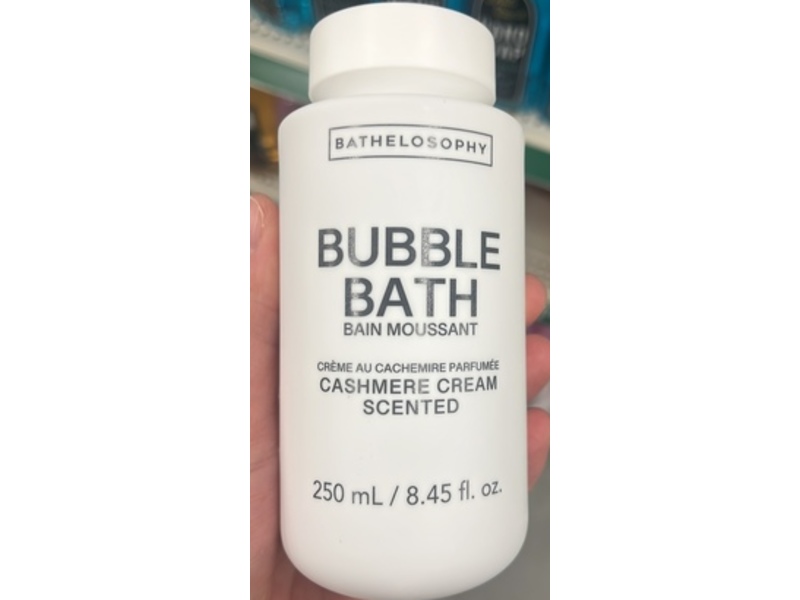 BATHELOSOPHY
BUBBLE
BATH
BAIN MOUSSANT
CRÈME AU CACHEMIRE PARFUMÉE
CASHMERE CREAM
SCENTED
250 mL / 8.45 fl. oz.